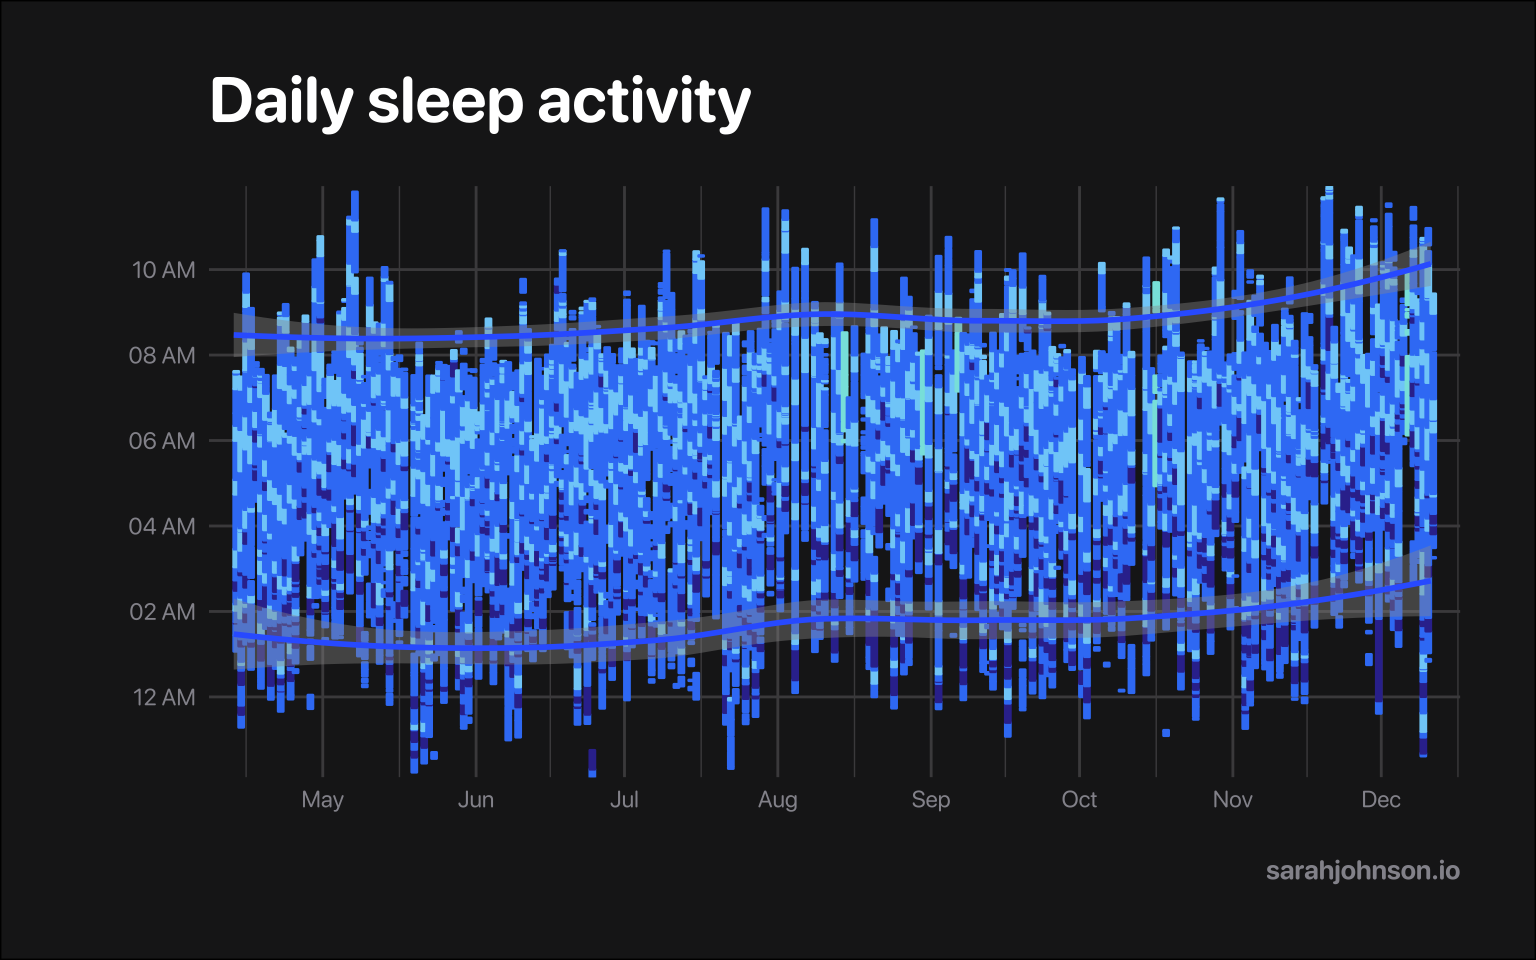 Daily sleep activity
10 AM
08 AM
06 AM
04 AM
02 AM
12 AM
May Jun Jul Aug Sep Oct Nov Dec
sarahjohnson.io